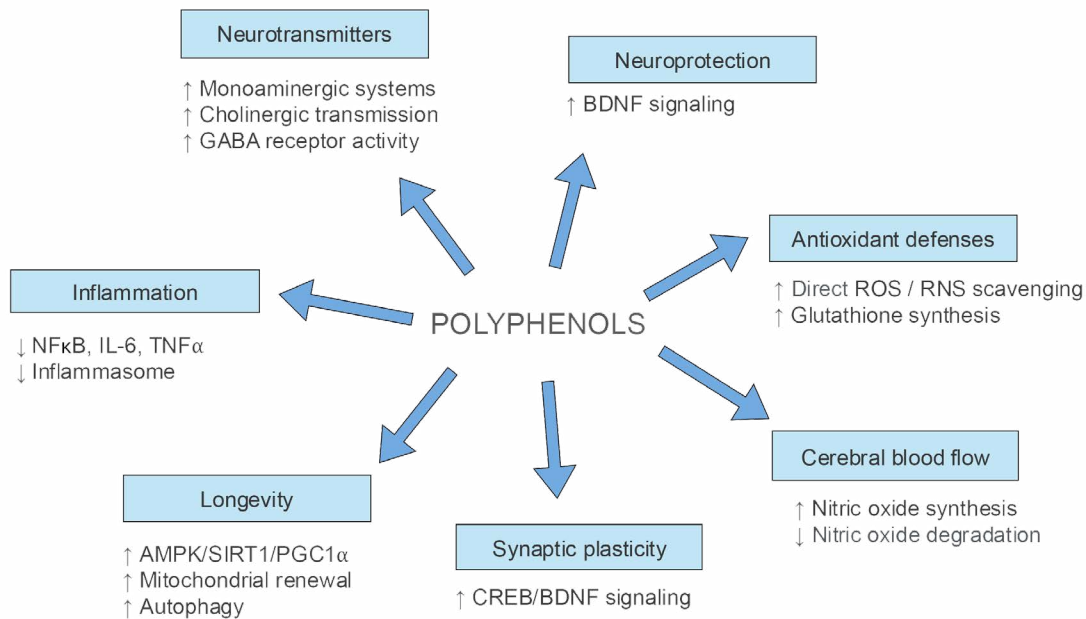 Neurotransmitters
↑ Monoaminergic systems
↑ Cholinergic transmission
↑ GABA receptor activity
Neuroprotection
↑ BDNF signaling
Antioxidant defenses
↑ Direct ROS / RNS scavenging
↑ Glutathione synthesis
Inflammation
↓ NFκB, IL-6, TNFα
↓ Inflammasome
POLYPHENOLS
Cerebral blood flow
↑ Nitric oxide synthesis
↓ Nitric oxide degradation
Longevity
↑ AMPK/SIRT1/PGC1α
↑ Mitochondrial renewal
↑ Autophagy
Synaptic plasticity
↑ CREB/BDNF signaling